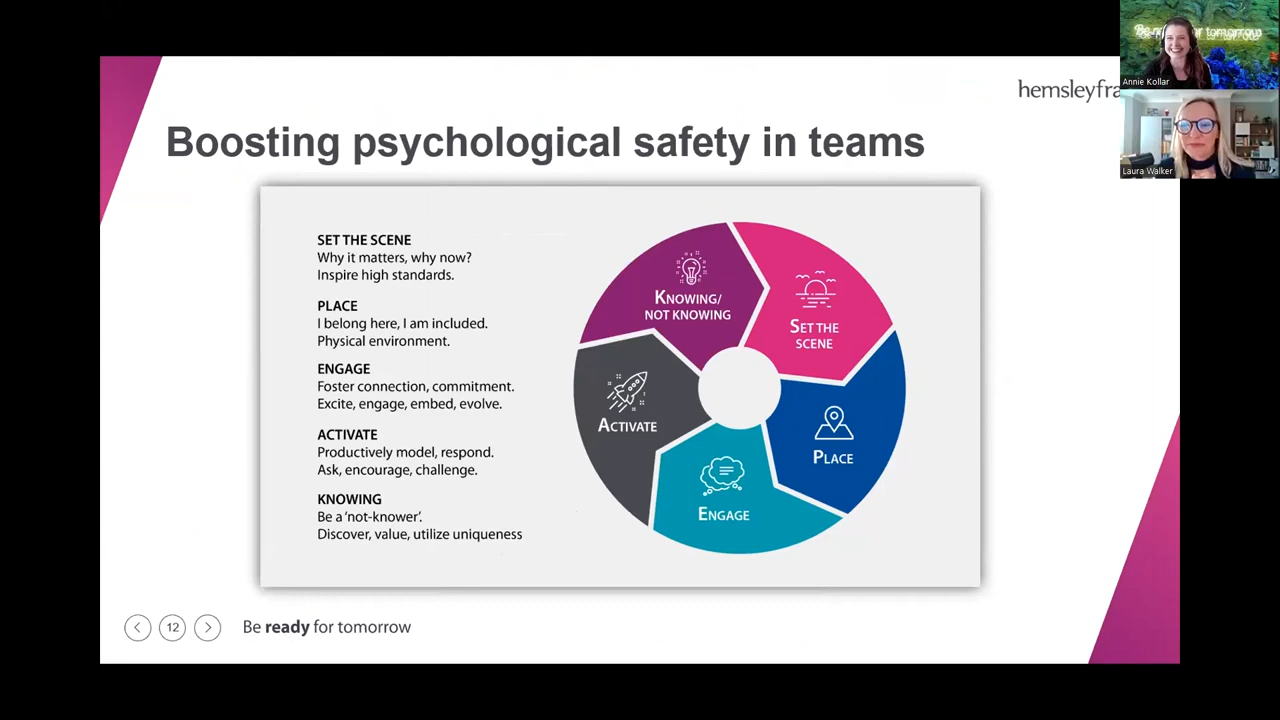 hemsleyfra
Boosting psychological safety in teams
SET THE SCENE
Why it matters, why now?
Inspire high standards.
PLACE
I belong here, I am included.
Physical environment.
ENGAGE
Foster connection, commitment.
Excite, engage, embed, evolve.
ACTIVATE
Productively model, respond.
Ask, encourage, challenge.
KNOWING
Be a ‘not-knower’.
Discover, value, utilize uniqueness
KNOWING/
NOT KNOWING
SET THE
SCENE
PLACE
ENGAGE
ACTIVATE
12
Be ready for tomorrow
Be
for tomorrow
Annie Kollar
Laura Walker